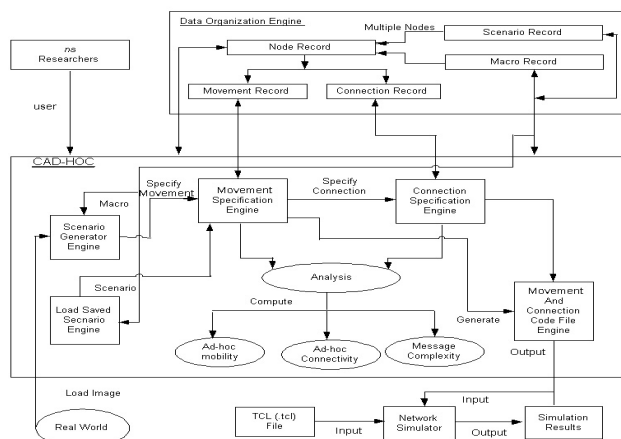 Data Organization Engine
Multiple Nodes
Scenario Record
ns
Researchers
Node Record
Macro Record
Movement Record
Connection Record
user
CAD-HOC
Specify
Movement
Macro
Movement
Specification
Engine
Specify
Connection
Connection
Specification
Engine
Scenario
Generator
Engine
Analysis
Scenario
Load Saved
Secnario
Engine
Compute
Generate
Movement
And
Connection
Code File
Engine
Ad-hoc
mobility
Ad-hoc
Connectivity
Message
Complexity
Output
Load Image
Input
Real World
TCL (.tcl)
File
Input
Network
Simulator
Output
Simulation
Results